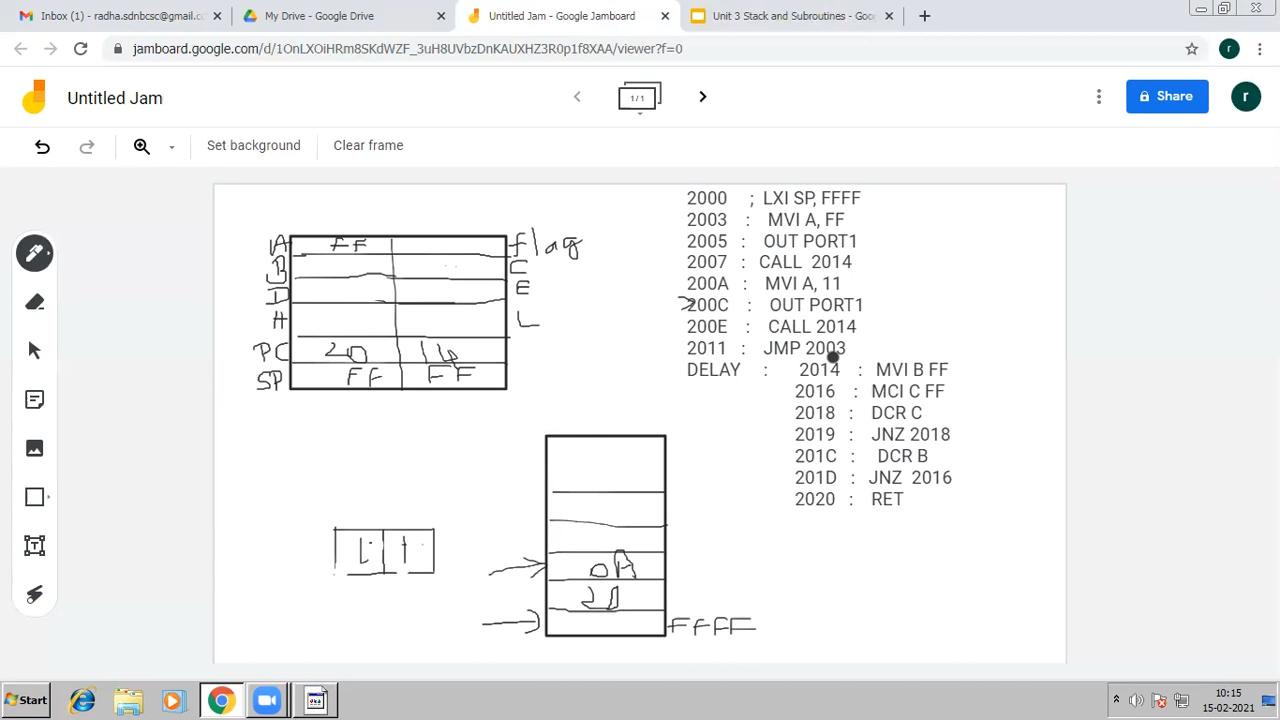 Inbox (1) - radha.sdnbcsc@gmail.c
My Drive - Google Drive
Untitled Jam - Google Jamboard
Unit 3 Stack and Subroutines - Goo
jamboard.google.com/d/1OnLXOiHRm8SKdWZF_3uH8UVbzDnKAUXHZ3R0p1f8XAA/viewer?f=0
r
Untitled Jam
1/1
Share
r
Set background
Clear frame
2000 ; LXI SP, FFFF
2003 : MVI A, FF
2005 : OUT PORT1
2007 : CALL 2014
200A : MVI A, 11
200C : OUT PORT1
200E : CALL 2014
2011 : JMP 2003
DELAY : 2014 : MVI B FF
2016 : MCI C FF
2018 : DCR C
2019 : JNZ 2018
201C : DCR B
201D : JNZ 2016
2020 : RET
A FF flag
B C
D E
H L
PC 20 14
SP FF FF
0A
20
FFFF
Start
10:15
15-02-2021